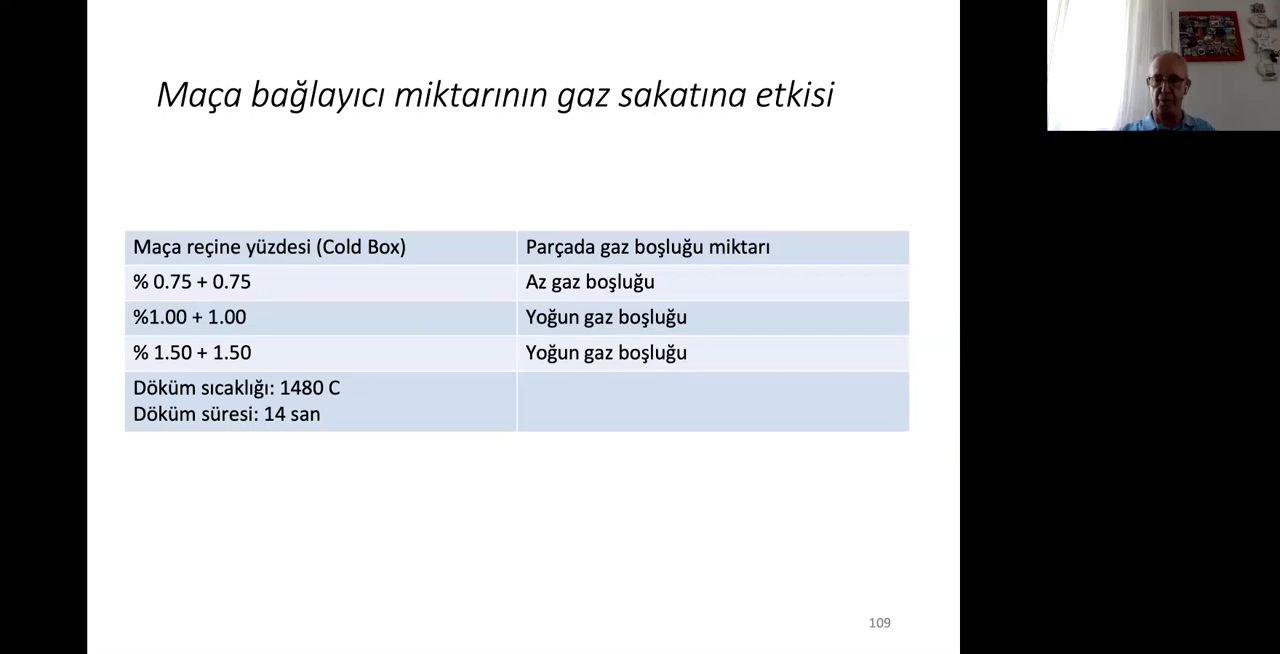 Maça bağlayıcı miktarının gaz sakatına etkisi
Maça reçine yüzdesi (Cold Box) Parçada gaz boşluğu miktarı
% 0.75 + 0.75 Az gaz boşluğu
%1.00 + 1.00 Yoğun gaz boşluğu
% 1.50 + 1.50 Yoğun gaz boşluğu
Döküm sıcaklığı: 1480 C
Döküm süresi: 14 san
109